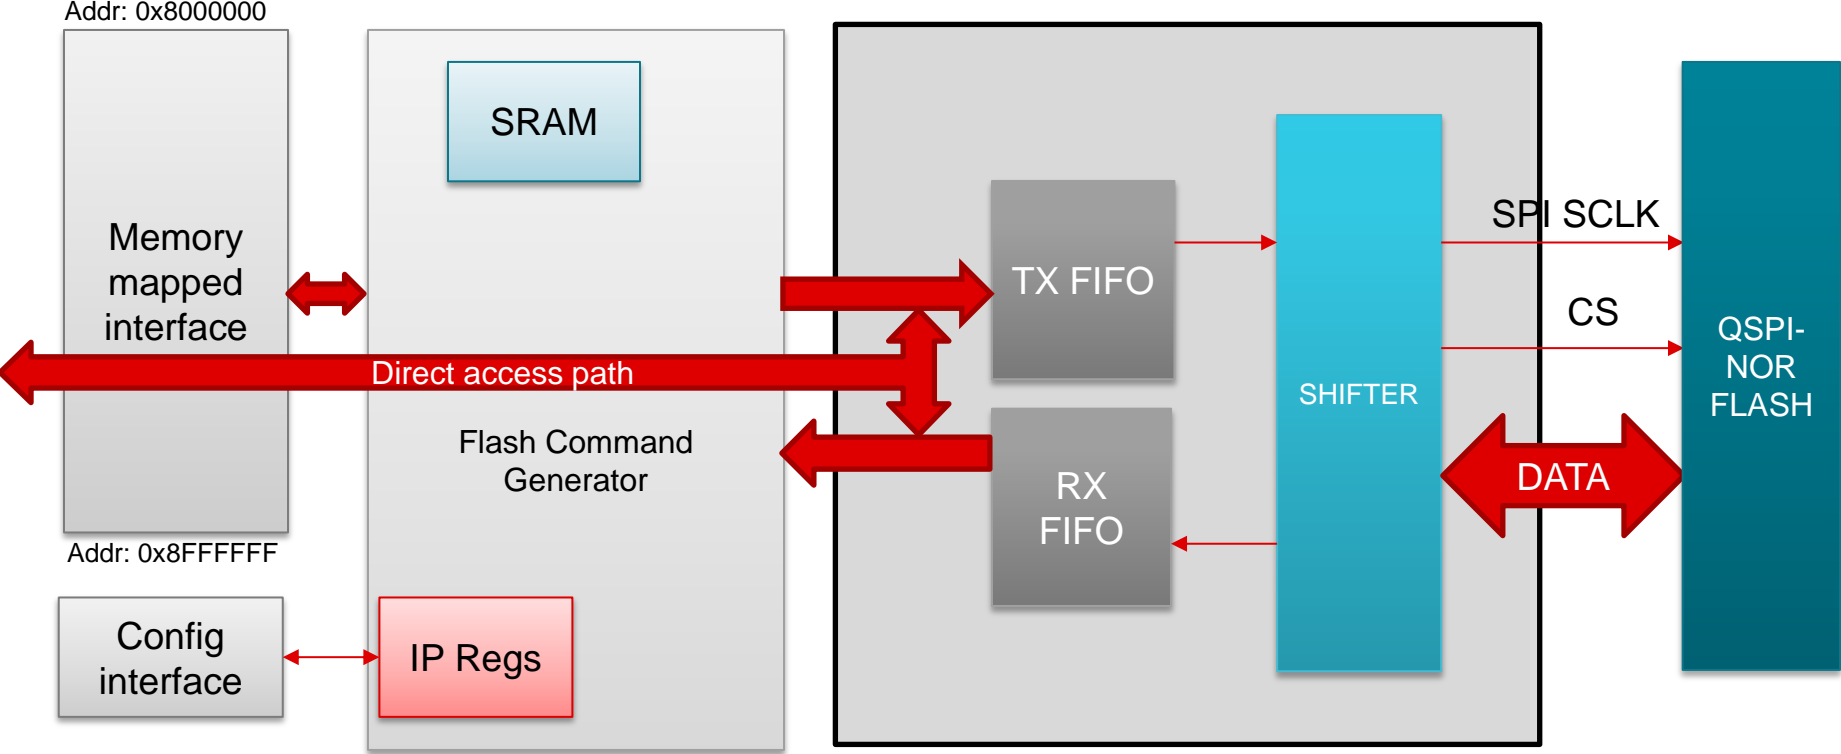 Addr: 0x8000000
Memory
mapped
interface
Addr: 0x8FFFFFF
Config
interface
SRAM
Direct access path
Flash Command
Generator
IP Regs
TX FIFO
RX
FIFO
SHIFTER
SPI SCLK
CS
DATA
QSPI-
NOR
FLASH